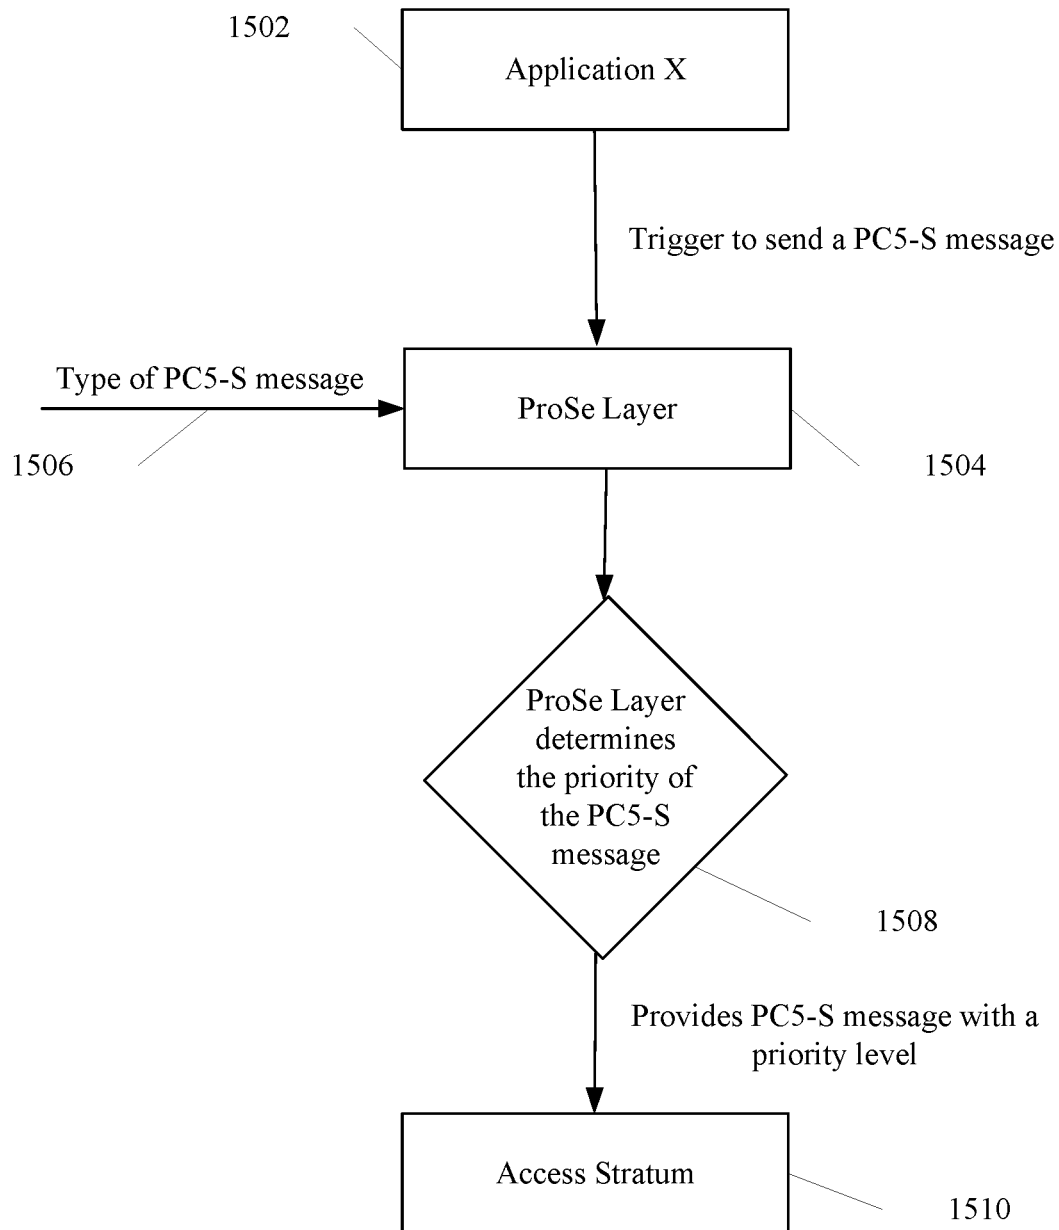 1502
Application X
Trigger to send a PC5-S message
Type of PC5-S message
ProSe Layer
1506
1504
ProSe Layer
determines
the priority of
the PC5-S
message
1508
Provides PC5-S message with a
priority level
Access Stratum
1510